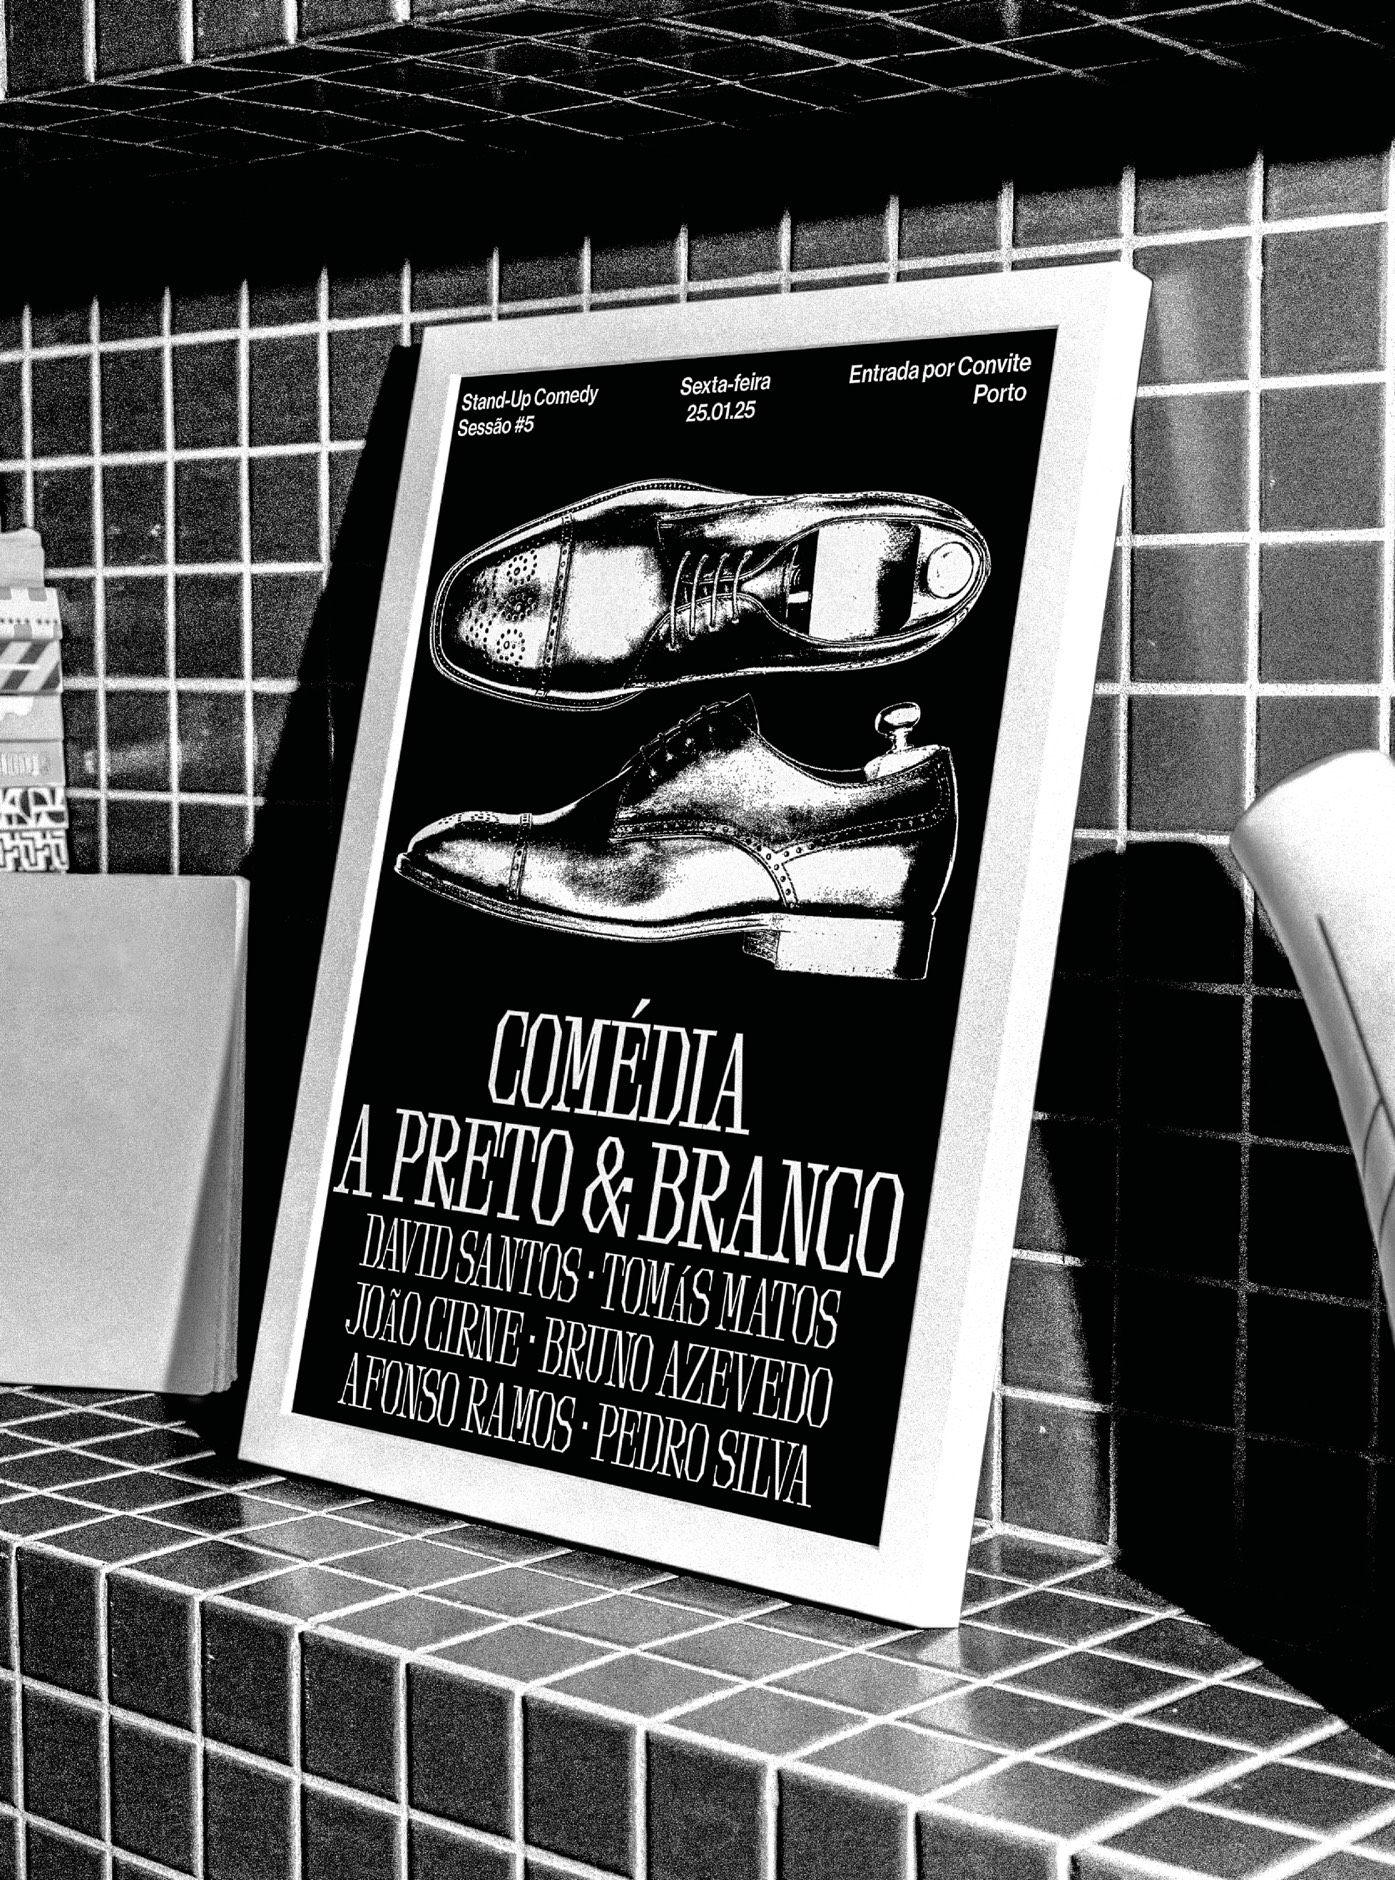 Stand-Up Comedy
Sessão #5
Sexta-feira
25.01.25
Entrada por Convite
Porto
COMÉDIA
A PRETO & BRANCO
DAVID SANTOS · TOMÁS MATOS
JOÃO CIRNE · BRUNO AZEVEDO
AFONSO RAMOS · PEDRO SILVA